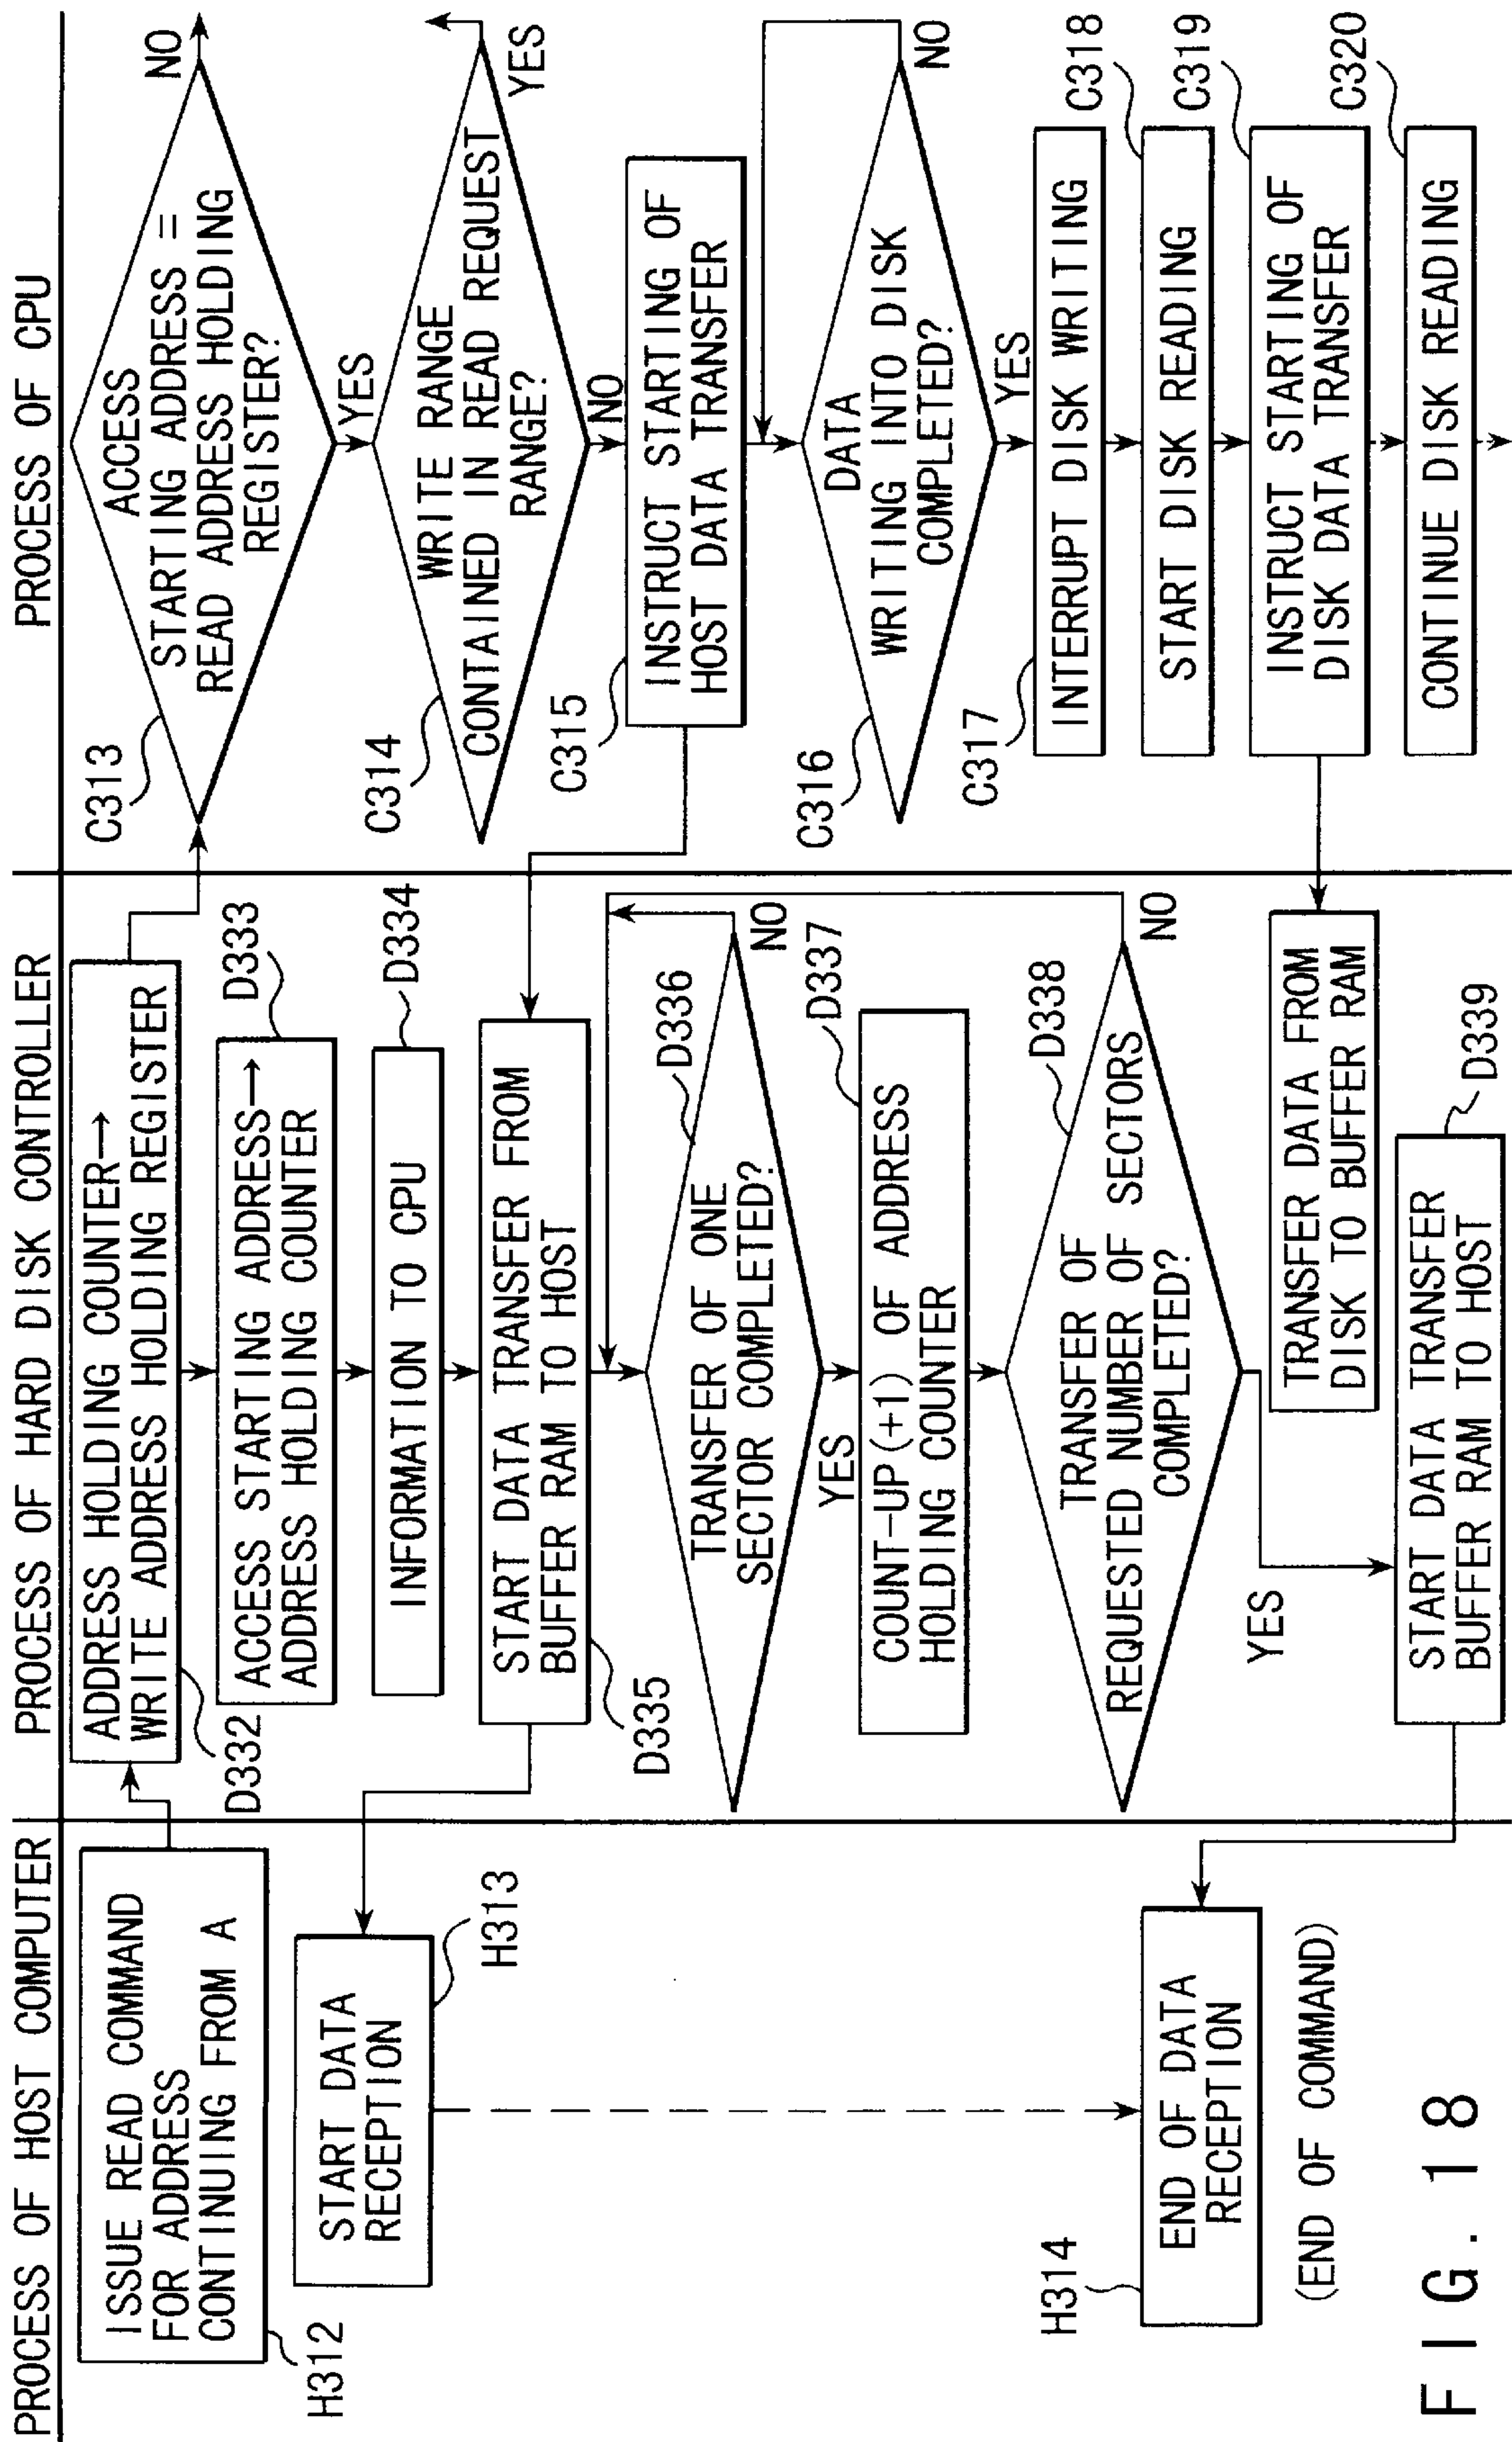 PROCESS OF HOST COMPUTER
ISSUE READ COMMAND
FOR ADDRESS
CONTINUING FROM A
H312
START DATA
RECEPTION
H313
H314
END OF DATA
RECEPTION
(END OF COMMAND)
PROCESS OF HARD DISK CONTROLLER
ADDRESS HOLDING COUNTER→
WRITE ADDRESS HOLDING REGISTER
D332
ACCESS STARTING ADDRESS→
ADDRESS HOLDING COUNTER
D333
INFORMATION TO CPU
D334
START DATA TRANSFER FROM
BUFFER RAM TO HOST
D335
TRANSFER OF ONE
SECTOR COMPLETED?
D336
NO
YES
COUNT-UP(+1) OF ADDRESS
HOLDING COUNTER
D337
TRANSFER OF
REQUESTED NUMBER OF SECTORS
COMPLETED?
D338
NO
YES
TRANSFER DATA FROM
DISK TO BUFFER RAM
START DATA TRANSFER
BUFFER RAM TO HOST
D339
PROCESS OF CPU
C313
ACCESS
STARTING ADDRESS =
READ ADDRESS HOLDING
REGISTER?
NO
YES
C314
WRITE RANGE
CONTAINED IN READ REQUEST
RANGE?
YES
NO
C315
INSTRUCT STARTING OF
HOST DATA TRANSFER
C316
DATA
WRITING INTO DISK
COMPLETED?
NO
YES
C317
INTERRUPT DISK WRITING
C318
START DISK READING
C319
INSTRUCT STARTING OF
DISK DATA TRANSFER
C320
CONTINUE DISK READING
FIG. 18